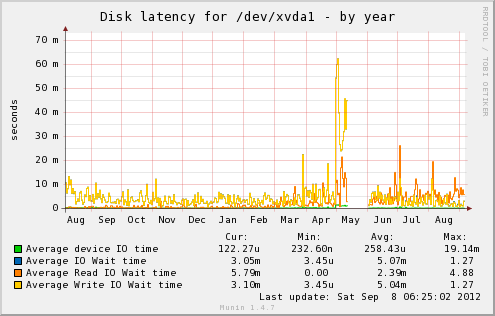 Disk latency for /dev/xvda1 - by year
RRDTOOL / TOBI OETIKER
seconds
70 m
60 m
50 m
40 m
30 m
20 m
10 m
0
Aug Sep Oct Nov Dec Jan Feb Mar Apr May Jun Jul Aug
Cur: Min: Avg: Max:
Average device IO time 122.27u 232.60n 258.43u 19.14m
Average IO Wait time 3.05m 3.45u 5.07m 1.27
Average Read IO Wait time 5.79m 0.00 2.39m 4.88
Average Write IO Wait time 3.10m 3.45u 5.04m 1.27
Last update: Sat Sep 8 06:25:02 2012
Munin 1.4.7